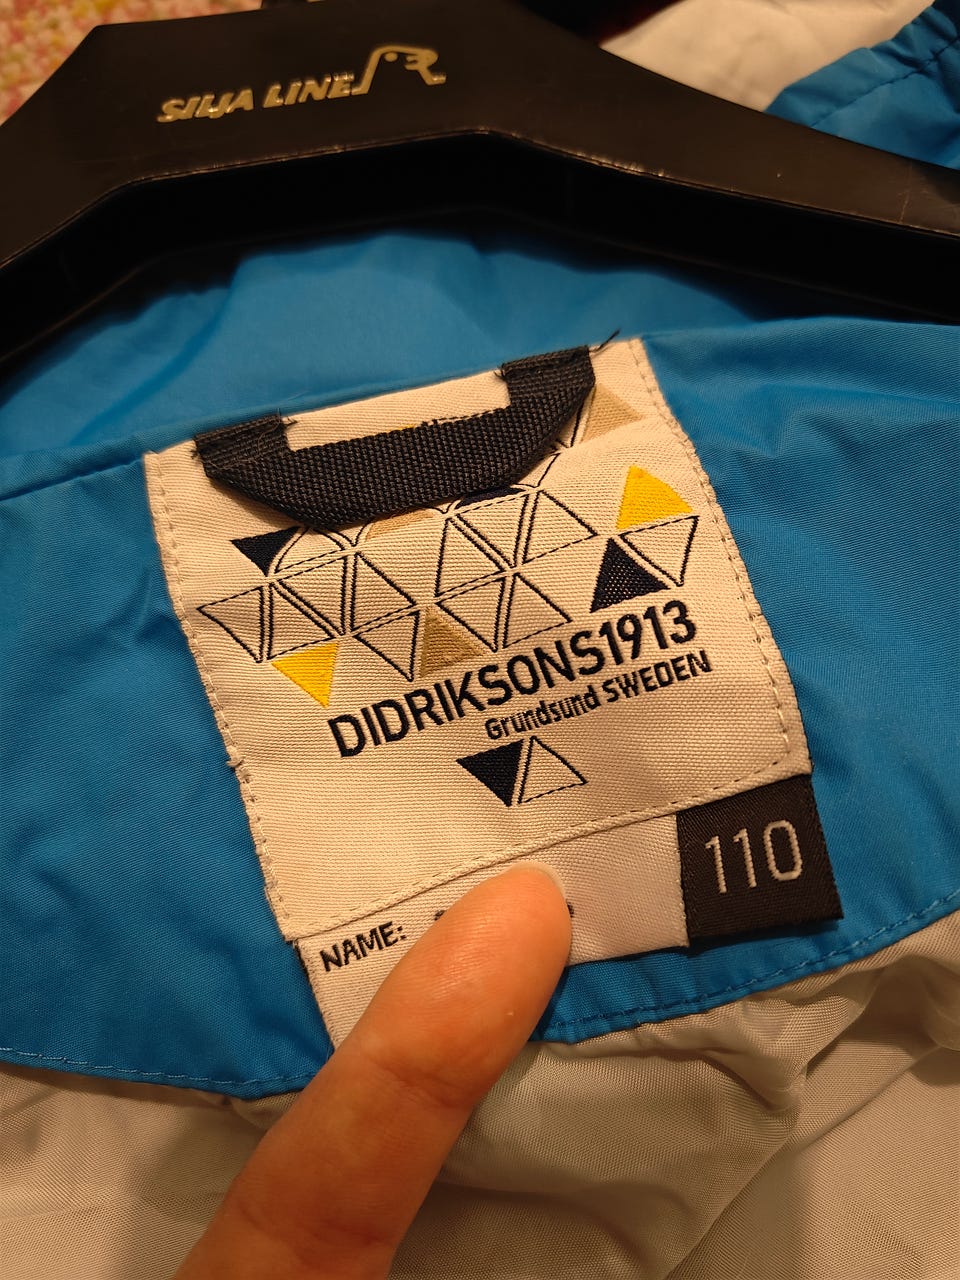 SILJA LINE
DIDRIKSONS1913
Grundsund SWEDEN
110
NAME: